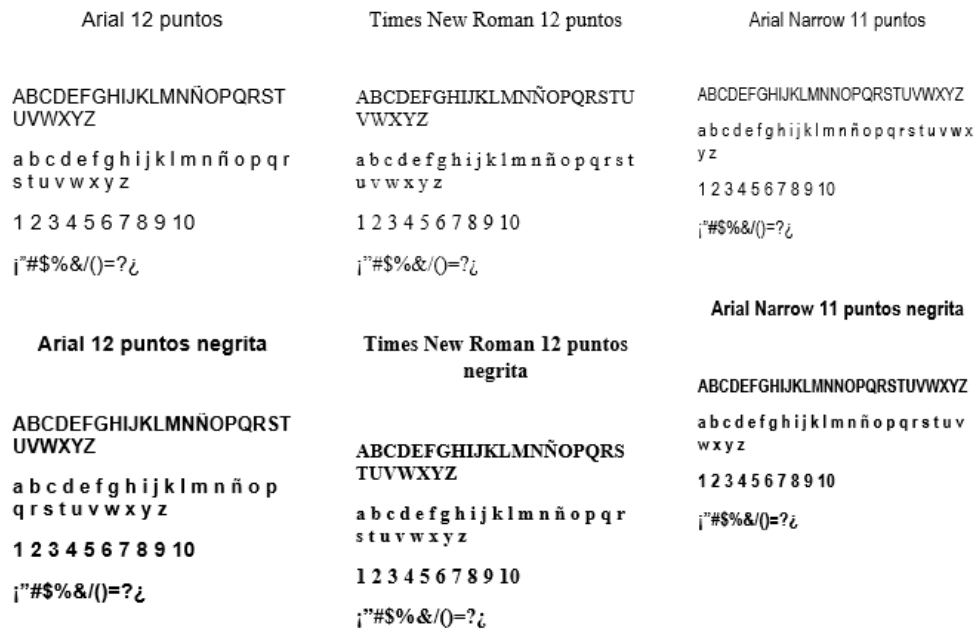 Arial 12 puntos
ABCDEFGHIJKLMNÑOPQRST
UVWXYZ
a b c d e f g h i j k l m n ñ o p q r
s t u v w x y z
1 2 3 4 5 6 7 8 9 10
¡”#$%&/()=?¿
Arial 12 puntos negrita
ABCDEFGHIJKLMNÑOPQRST
UVWXYZ
a b c d e f g h i j k l m n ñ o p
q r s t u v w x y z
1 2 3 4 5 6 7 8 9 10
¡”#$%&/()=?¿
Times New Roman 12 puntos
ABCDEFGHIJKLMNÑOPQRSTU
VWXYZ
a b c d e f g h i j k l m n ñ o p q r s t
u v w x y z
1 2 3 4 5 6 7 8 9 10
¡”#$%&/()=?¿
Times New Roman 12 puntos
negrita
ABCDEFGHIJKLMNÑOPQRS
TUVWXYZ
a b c d e f g h i j k l m n ñ o p q r
s t u v w x y z
1 2 3 4 5 6 7 8 9 10
¡”#$%&/()=?¿
Arial Narrow 11 puntos
ABCDEFGHIJKLMNNOPQRSTUVWXYZ
a b c d e f g h i j k l m n ñ o p q r s t u v w x
y z
1 2 3 4 5 6 7 8 9 10
¡”#$%&/()=?¿
Arial Narrow 11 puntos negrita
ABCDEFGHIJKLMNNOPQRSTUVWXYZ
a b c d e f g h i j k l m n ñ o p q r s t u v
w x y z
1 2 3 4 5 6 7 8 9 10
¡”#$%&/()=?¿